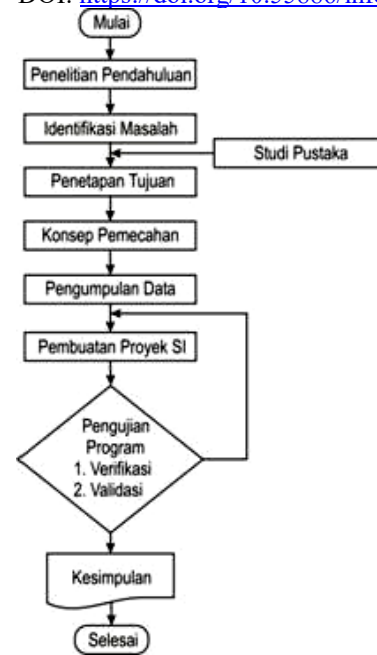 Mulai
Penelitian Pendahuluan
Identifikasi Masalah
Studi Pustaka
Penetapan Tujuan
Konsep Pemecahan
Pengumpulan Data
Pembuatan Proyek SI
Pengujian
Program
1. Verifikasi
2. Validasi
Kesimpulan
Selesai